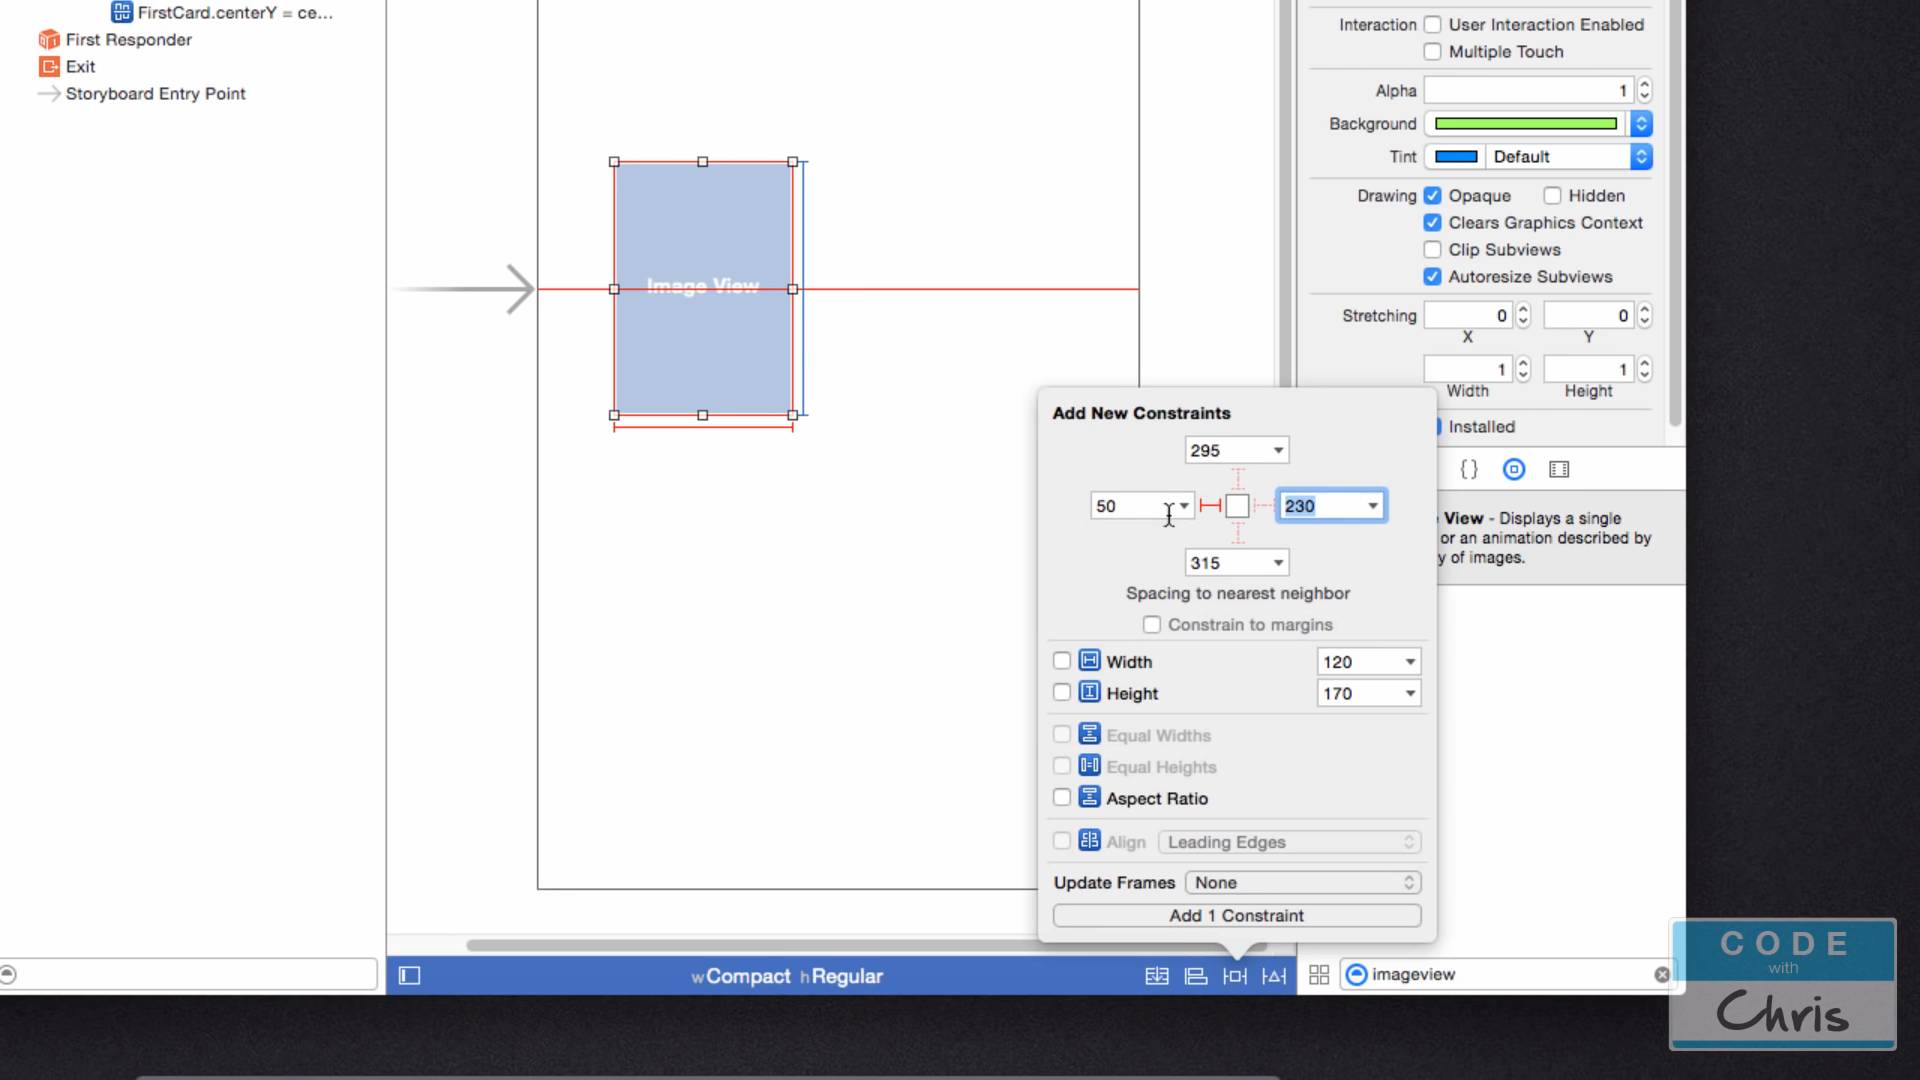 FirstCard.centerY = ce...
First Responder
Exit
Storyboard Entry Point
Image View
Interaction User Interaction Enabled
Multiple Touch
Alpha 1
Background
Tint Default
Drawing Opaque Hidden
Clears Graphics Context
Clip Subviews
Autoresize Subviews
Stretching 0 0
X Y
1 1
Width Height
Installed
View - Displays a single
or an animation described by
y of images.
Add New Constraints
295
50 230
315
Spacing to nearest neighbor
Constrain to margins
Width 120
Height 170
Equal Widths
Equal Heights
Aspect Ratio
Align Leading Edges
Update Frames None
Add 1 Constraint
wCompact hRegular
imageview
CODE
with
Chris